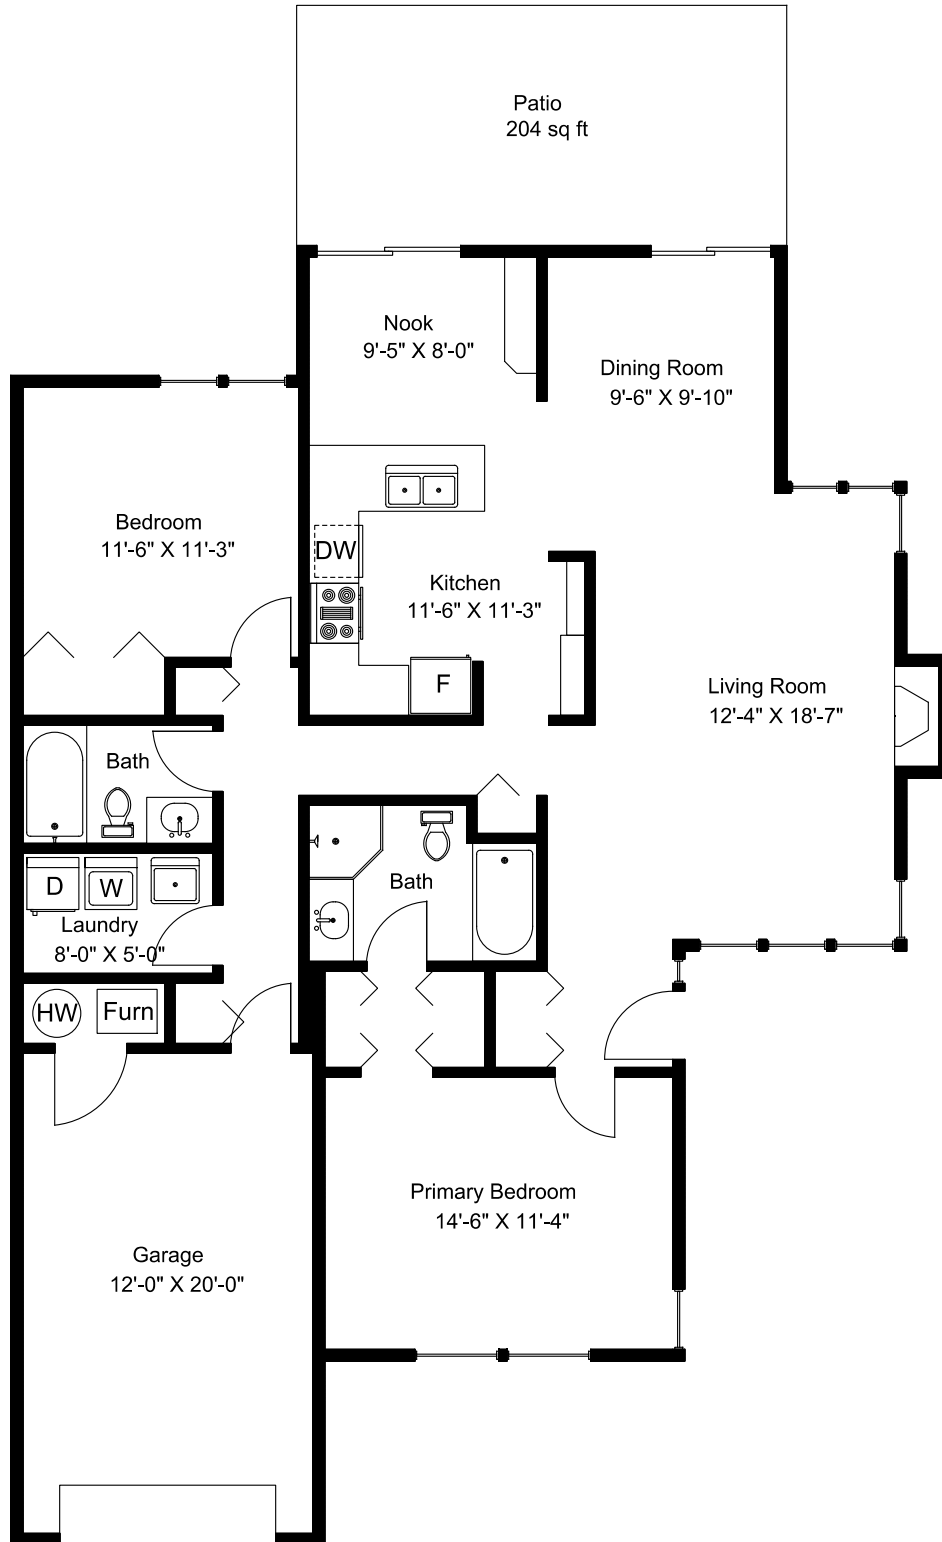 Patio
204 sq ft
Nook
9'-5" X 8'-0"
Dining Room
9'-6" X 9'-10"
Bedroom
11'-6" X 11'-3"
DW
Kitchen
11'-6" X 11'-3"
F
Living Room
12'-4" X 18'-7"
Bath
D
W
Laundry
8'-0" X 5'-0"
Bath
HW
Furn
Primary Bedroom
14'-6" X 11'-4"
Garage
12'-0" X 20'-0"